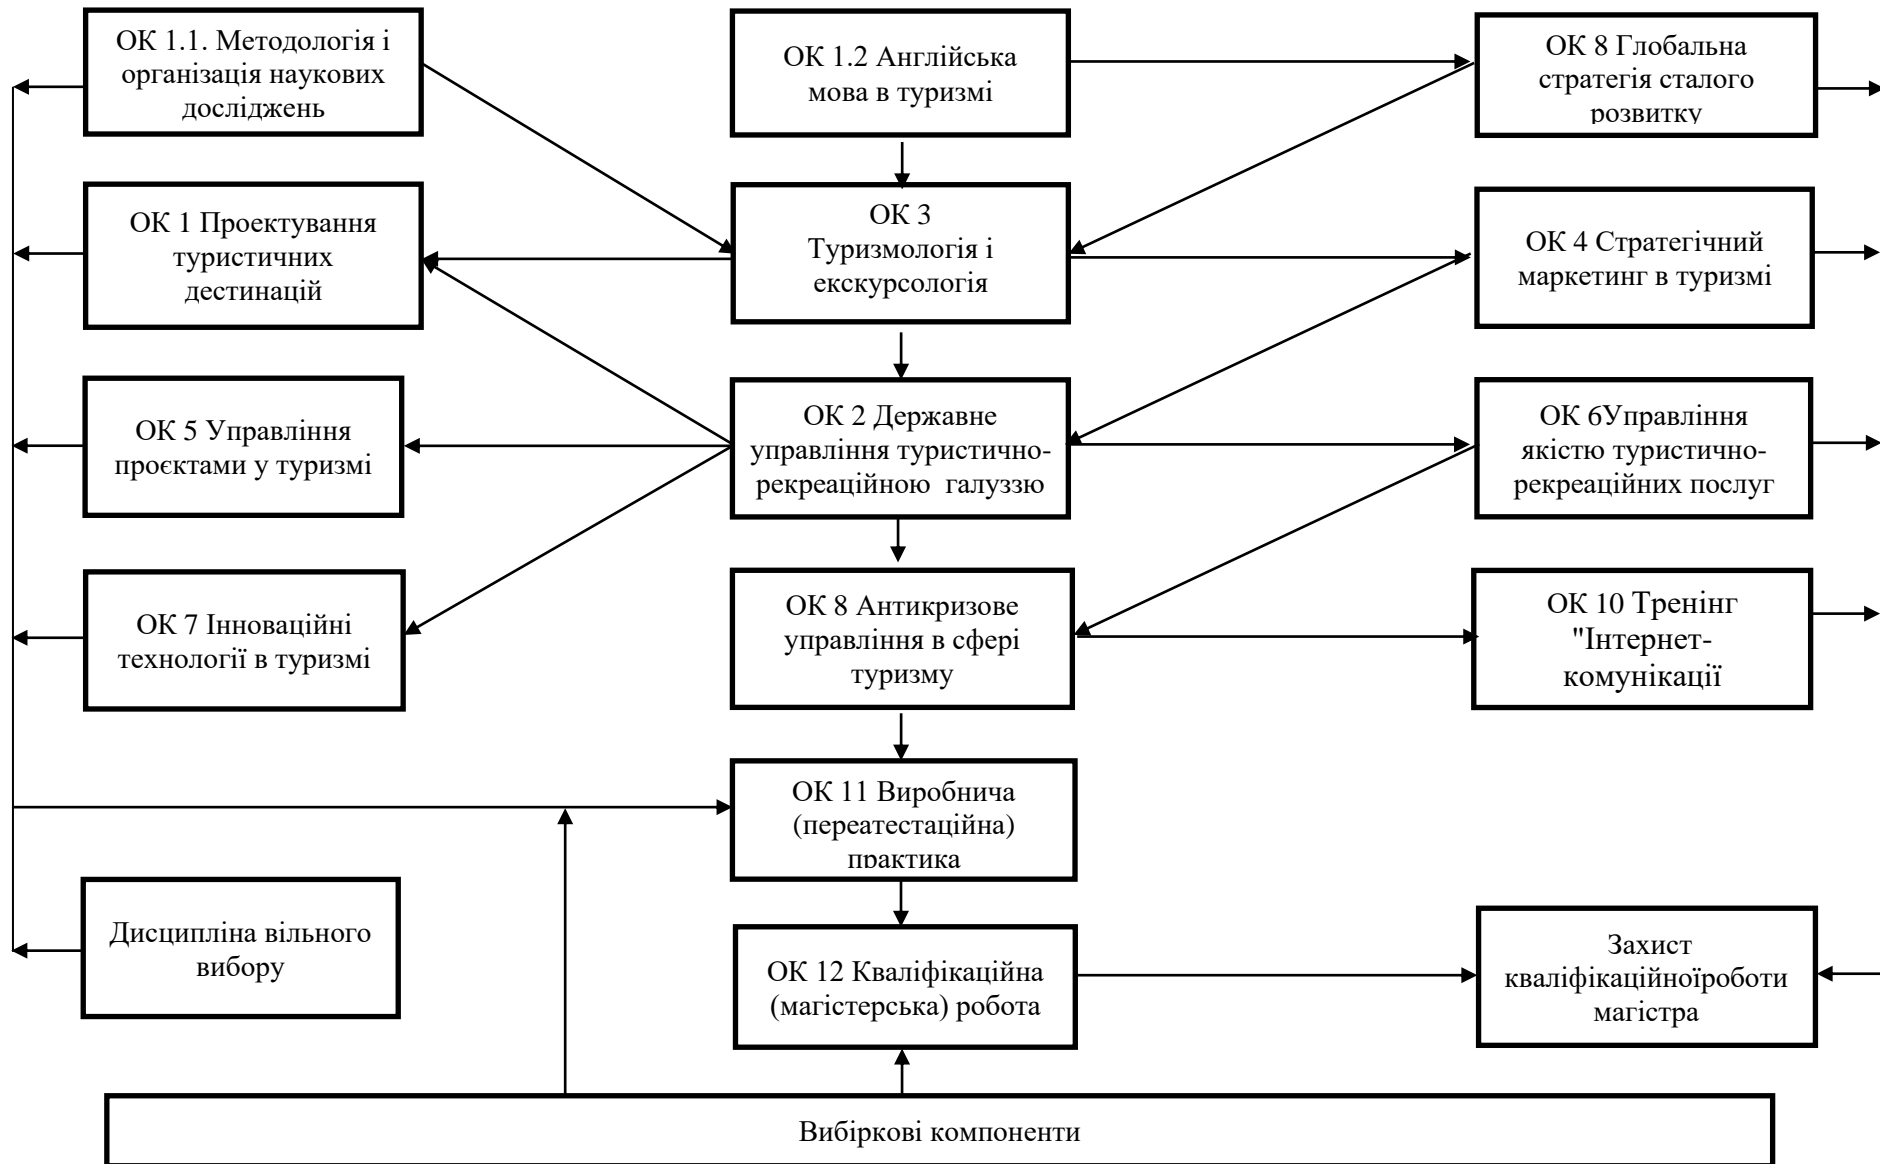 ОК 1.1. Методологія і
організація наукових
досліджень
ОК 1.2 Англійська
мова в туризмі
ОК 8 Глобальна
стратегія сталого
розвитку
ОК 1 Проектування
туристичних
дестинацій
ОК 3
Туризмологія і
екскурсологія
ОК 4 Стратегічний
маркетинг в туризмі
ОК 5 Управління
проєктами у туризмі
ОК 2 Державне
управління туристично-
рекреаційною галуззю
ОК 6Управління
якістю туристично-
рекреаційних послуг
ОК 7 Інноваційні
технології в туризмі
ОК 8 Антикризове
управління в сфері
туризму
ОК 10 Тренінг
"Інтернет-
комунікації
ОК 11 Виробнича
(переатестаційна)
практика
Дисципліна вільного
вибору
ОК 12 Кваліфікаційна
(магістерська) робота
Захист
кваліфікаційноїроботи
магістра
Вибіркові компоненти